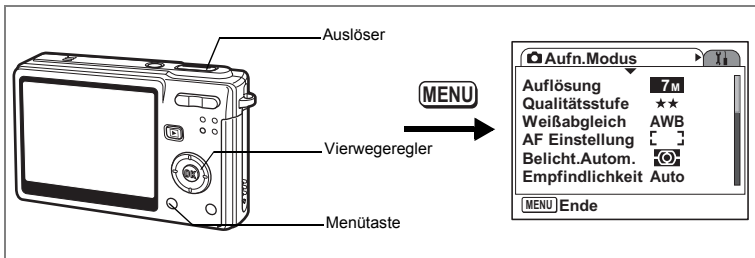 Auslöser
Vierwegeregler
OK
Menütaste
MENU
Aufn.Modus
Auflösung 7M
Qualitätsstufe ★★
Weißabgleich AWB
AF Einstellung [ ]
Belicht.Autom.
Empfindlichkeit Auto
MENU Ende